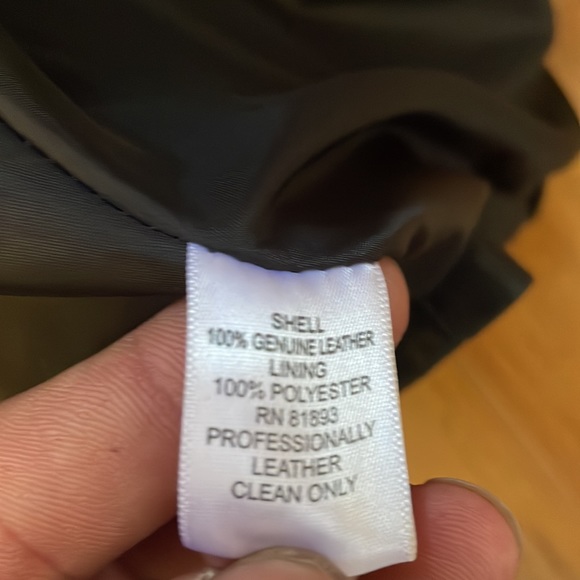 SHELL
100% GENUINE LEATHER
LINING
100% POLYESTER
RN 81893
PROFESSIONALLY
LEATHER
CLEAN ONLY